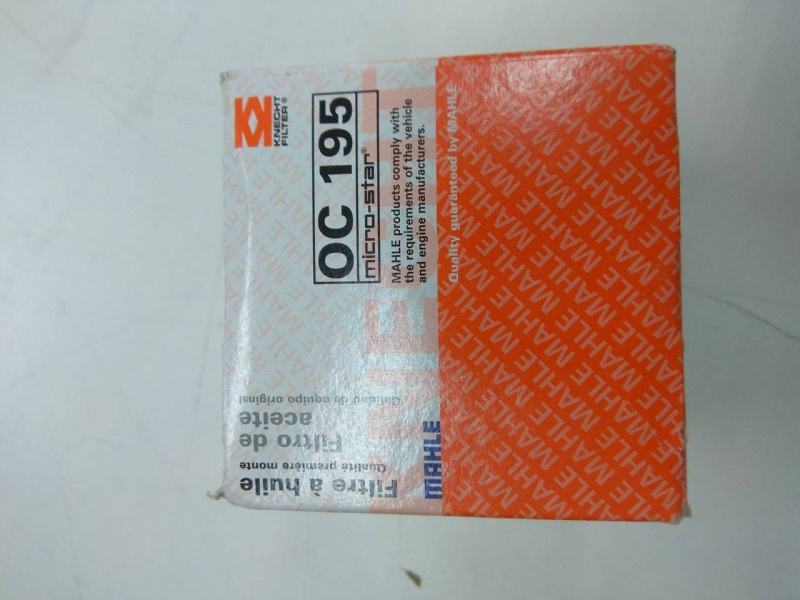 KNECHT
FILTER®
OC 195
micro-star®
MAHLE products comply with
the requirements of the vehicle
and engine manufacturers.
Quality guaranteed by MAHLE
MAHLE
Filtre à huile
Qualité première monte
Filtro de
aceite
Calidad de equipo original